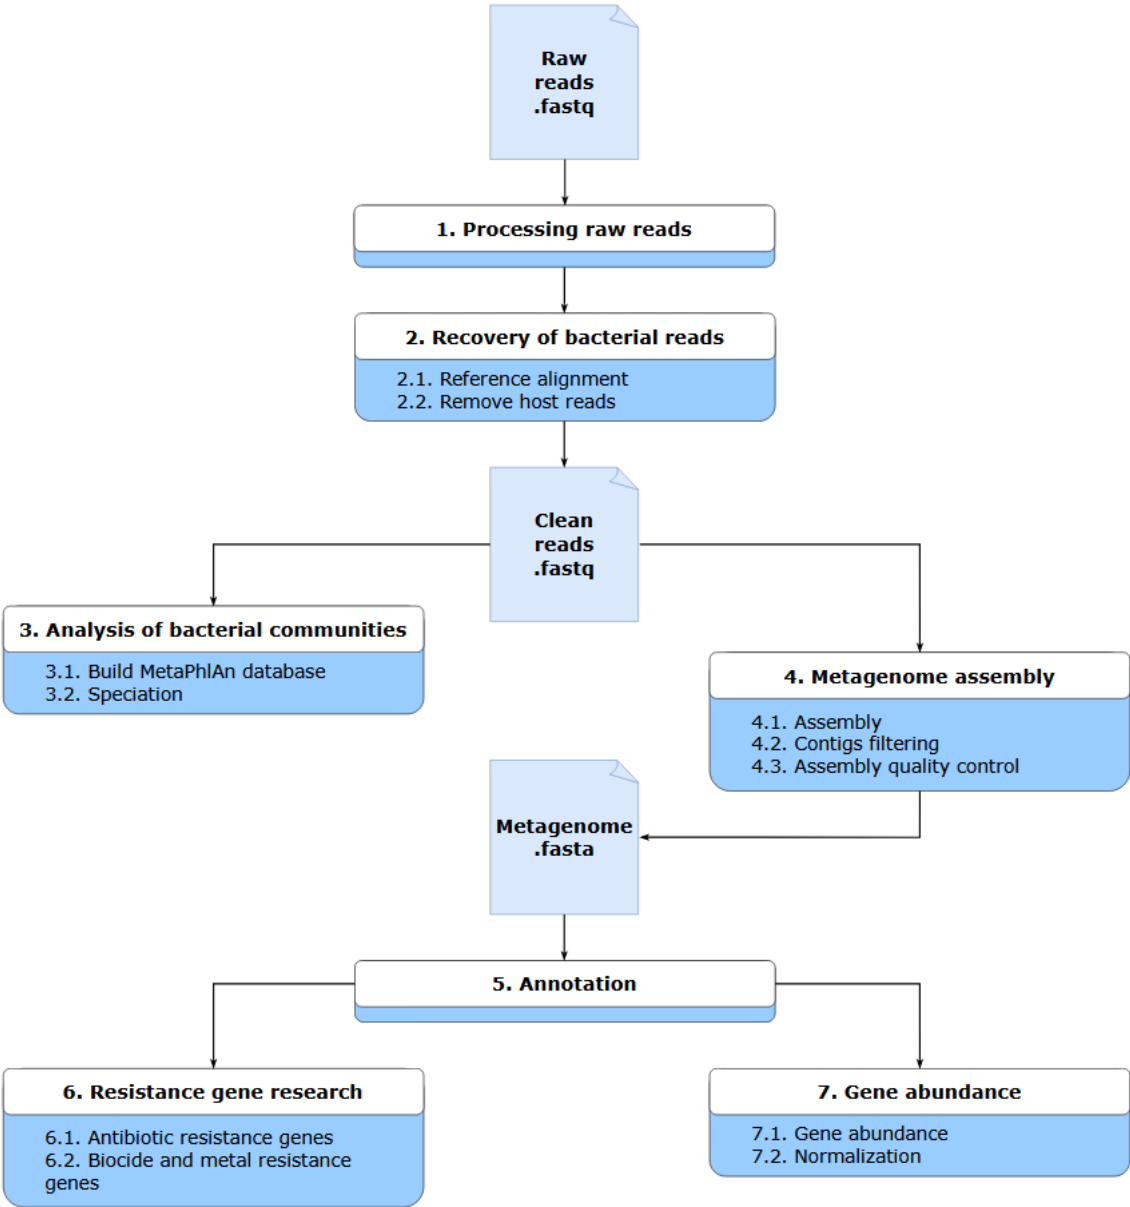 Raw
reads
.fastq
1. Processing raw reads
2. Recovery of bacterial reads
2.1. Reference alignment
2.2. Remove host reads
Clean
reads
.fastq
3. Analysis of bacterial communities
3.1. Build MetaPhlAn database
3.2. Speciation
4. Metagenome assembly
4.1. Assembly
4.2. Contigs filtering
4.3. Assembly quality control
Metagenome
.fasta
5. Annotation
6. Resistance gene research
6.1. Antibiotic resistance genes
6.2. Biocide and metal resistance
genes
7. Gene abundance
7.1. Gene abundance
7.2. Normalization